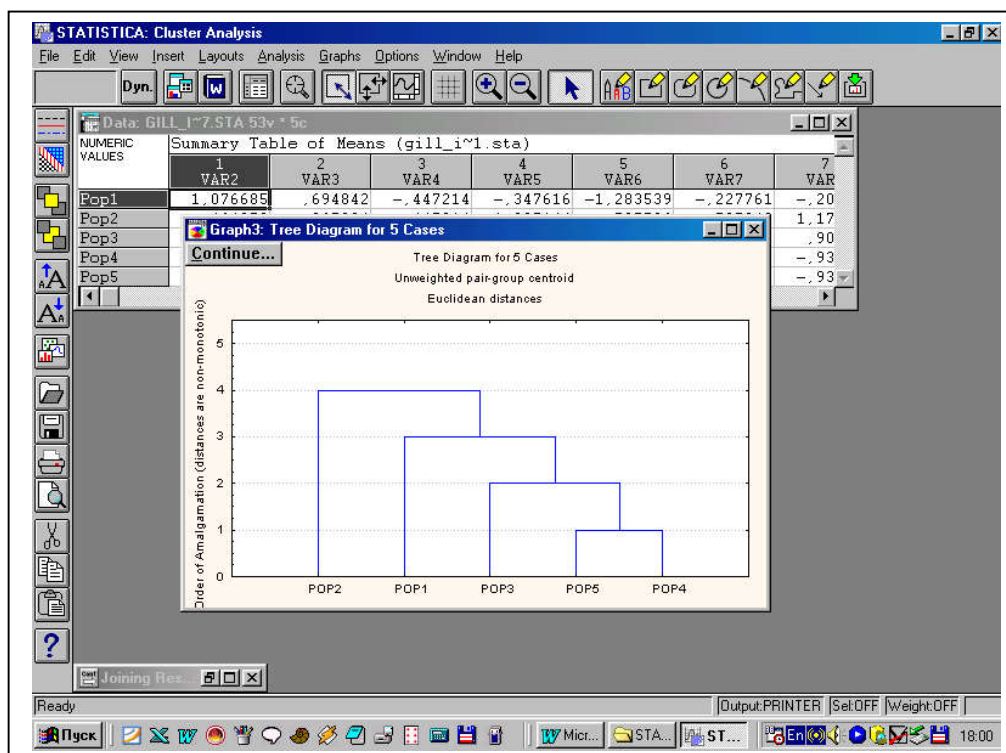 STATISTICA: Cluster Analysis
File Edit View Insert Layouts Analysis Graphs Options Window Help
Dyn.
Data: GILL_I~7.STA 53v * 5c
NUMERIC VALUES
Summary Table of Means (gill_i~1.sta)
1 2 3 4 5 6 7
VAR2 VAR3 VAR4 VAR5 VAR6 VAR7 VAR
Pop1 1,076685 ,694842 -,447214 -,347616 -1,283539 -,227761 -,20
Pop2 1,17
Pop3 ,90
Pop4 -,93
Pop5 -,93
Graph3: Tree Diagram for 5 Cases
Continue...
Tree Diagram for 5 Cases
Unweighted pair-group centroid
Euclidean distances
Order of Amalgamation (distances are non-monotonic)
5
4
3
2
1
0
POP2 POP1 POP3 POP5 POP4
Joining Res...
Ready Output:PRINTER Sel:OFF Weight:OFF
Пуск Micr... STA... ST... En 18:00